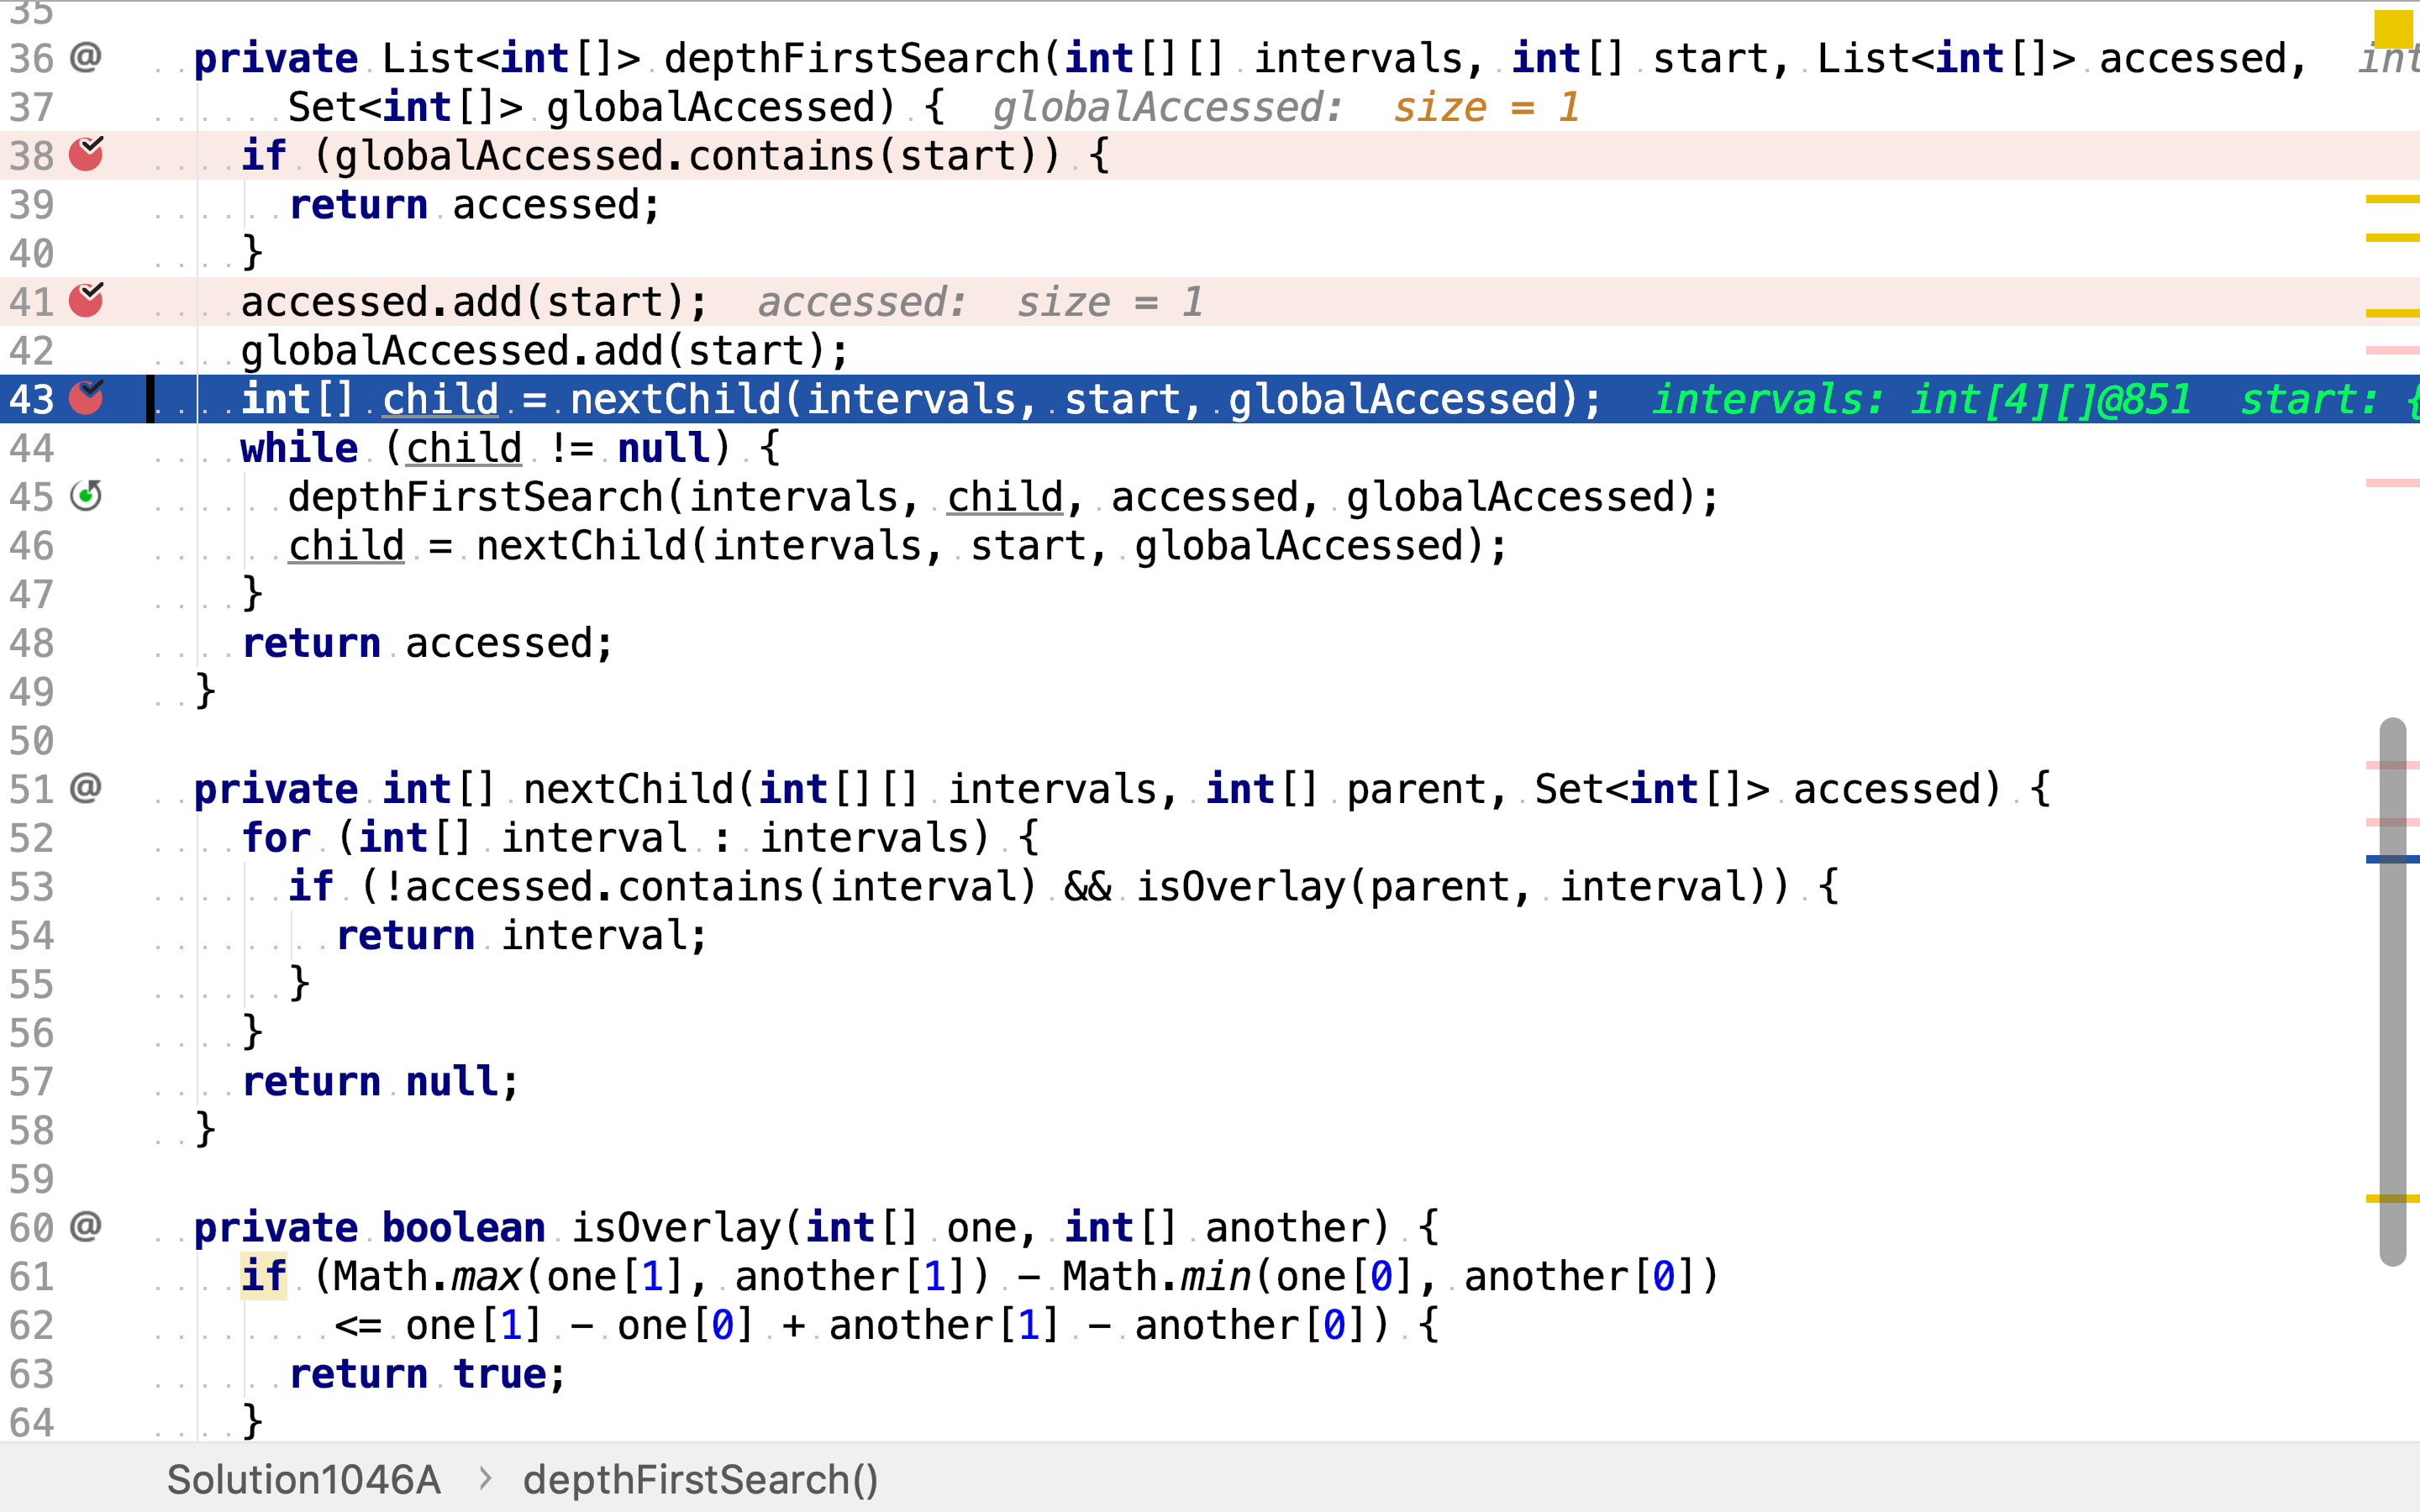 35
36 @ private List<int[]> depthFirstSearch(int[][] intervals, int[] start, List<int[]> accessed, int
37 Set<int[]> globalAccessed) { globalAccessed: size = 1
38 if (globalAccessed.contains(start)) {
39 return accessed;
40 }
41 accessed.add(start); accessed: size = 1
42 globalAccessed.add(start);
43 int[] child = nextChild(intervals, start, globalAccessed); intervals: int[4][]@851 start: {
44 while (child != null) {
45 depthFirstSearch(intervals, child, accessed, globalAccessed);
46 child = nextChild(intervals, start, globalAccessed);
47 }
48 return accessed;
49 }
50
51 @ private int[] nextChild(int[][] intervals, int[] parent, Set<int[]> accessed) {
52 for (int[] interval : intervals) {
53 if (!accessed.contains(interval) && isOverlay(parent, interval)) {
54 return interval;
55 }
56 }
57 return null;
58 }
59
60 @ private boolean isOverlay(int[] one, int[] another) {
61 if (Math.max(one[1], another[1]) - Math.min(one[0], another[0])
62 <= one[1] - one[0] + another[1] - another[0]) {
63 return true;
64 }
Solution1046A › depthFirstSearch()